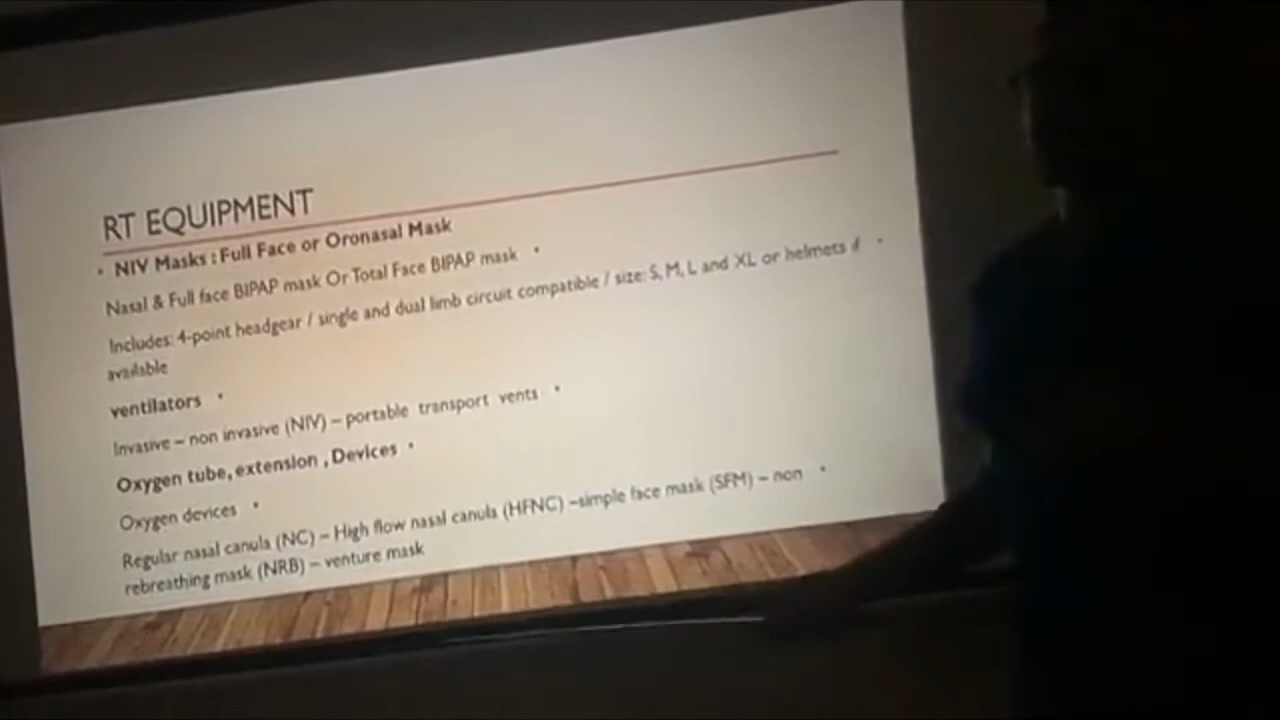 RT EQUIPMENT
• NIV Masks : Full Face or Oronasal Mask
Nasal & Full face BIPAP mask Or Total Face BIPAP mask •
Includes: 4-point headgear / single and dual limb circuit compatible / size: S, M, L and XL or helmets if •
available
ventilators •
Invasive – non invasive (NIV) – portable transport vents •
Oxygen tube, extension , Devices •
Oxygen devices •
Regular nasal canula (NC) – High flow nasal canula (HFNC) –simple face mask (SFM) – non •
rebreathing mask (NRB) – venture mask